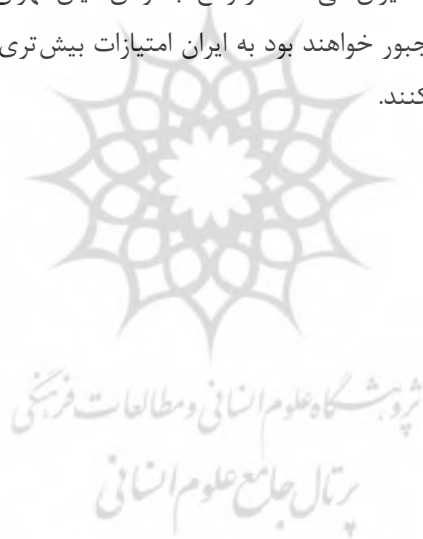 جبور خواهند بود به ایران امتیازات بیش‌تری
کنند.
پژوهشگاه علوم انسانی و مطالعات فرهنگی
پرتال جامع علوم انسانی